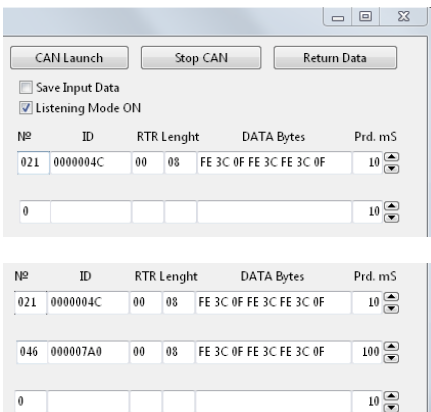 CAN Launch Stop CAN Return Data
Save Input Data
Listening Mode ON
№ ID RTR Lenght DATA Bytes Prd. mS
021 0000004C 00 08 FE 3C 0F FE 3C FE 3C 0F 10
0 10
№ ID RTR Lenght DATA Bytes Prd. mS
021 0000004C 00 08 FE 3C 0F FE 3C FE 3C 0F 10
046 000007A0 00 08 FE 3C 0F FE 3C FE 3C 0F 100
0 10